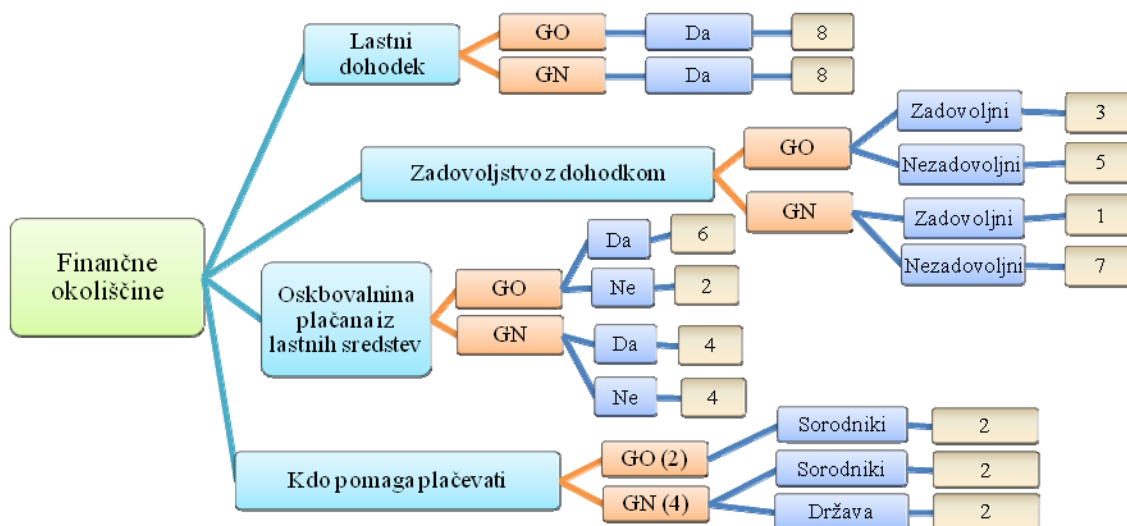 Finančne
okoliščine
Lastni
dohodek
GO
Da
8
GN
Da
8
Zadovoljstvo z dohodkom
GO
Zadovoljni
3
Nezadovoljni
5
GN
Zadovoljni
1
Nezadovoljni
7
Oskbovalnina
plačana iz
lastnih sredstev
GO
Da
6
Ne
2
GN
Da
4
Ne
4
Kdo pomaga plačevati
GO (2)
Sorodniki
2
GN (4)
Sorodniki
2
Država
2